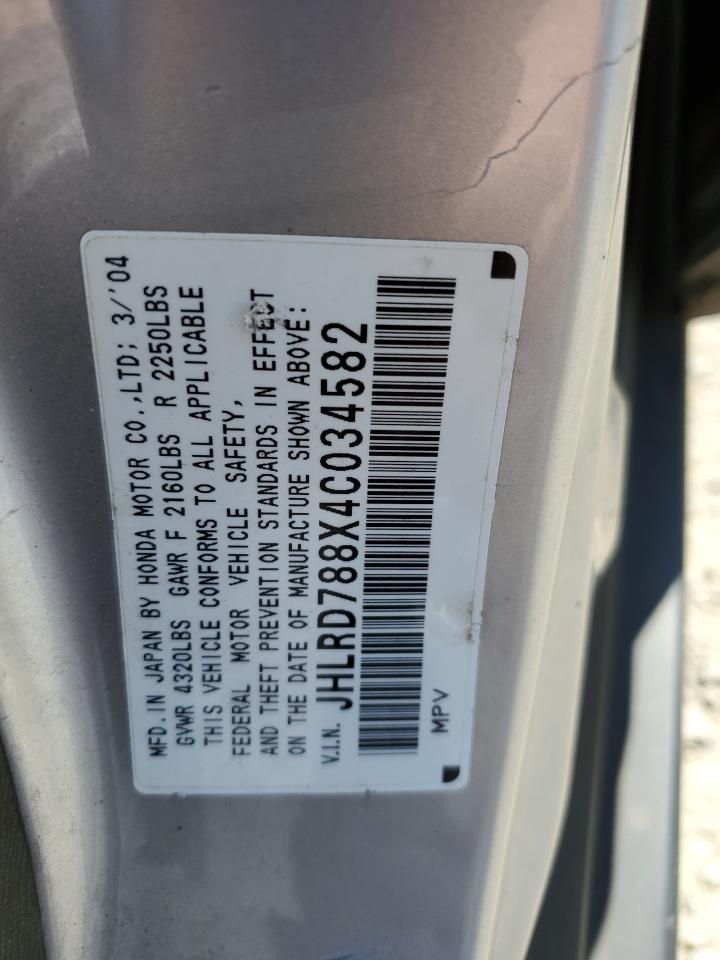 MFD.IN JAPAN BY HONDA MOTOR CO.,LTD; 3/'04
GVWR 4320LBS GAWR F 2160LBS R 2250LBS
THIS VEHICLE CONFORMS TO ALL APPLICABLE
FEDERAL MOTOR VEHICLE SAFETY,
AND THEFT PREVENTION STANDARDS IN EFFECT
ON THE DATE OF MANUFACTURE SHOWN ABOVE:
V.I.N. JHLRD788X4C034582
MPV